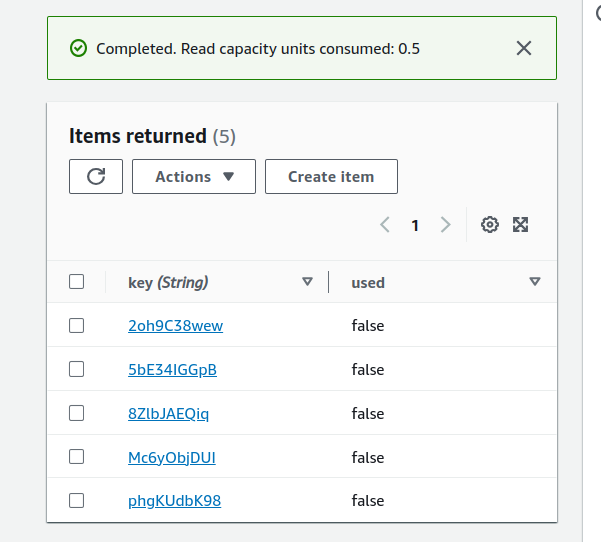 Completed. Read capacity units consumed: 0.5
Items returned (5)
Actions Create item
1
key (String) used
2oh9C38wew false
5bE34IGGpB false
8ZlbJAEQiq false
Mc6yObjDUI false
phgKUdbK98 false